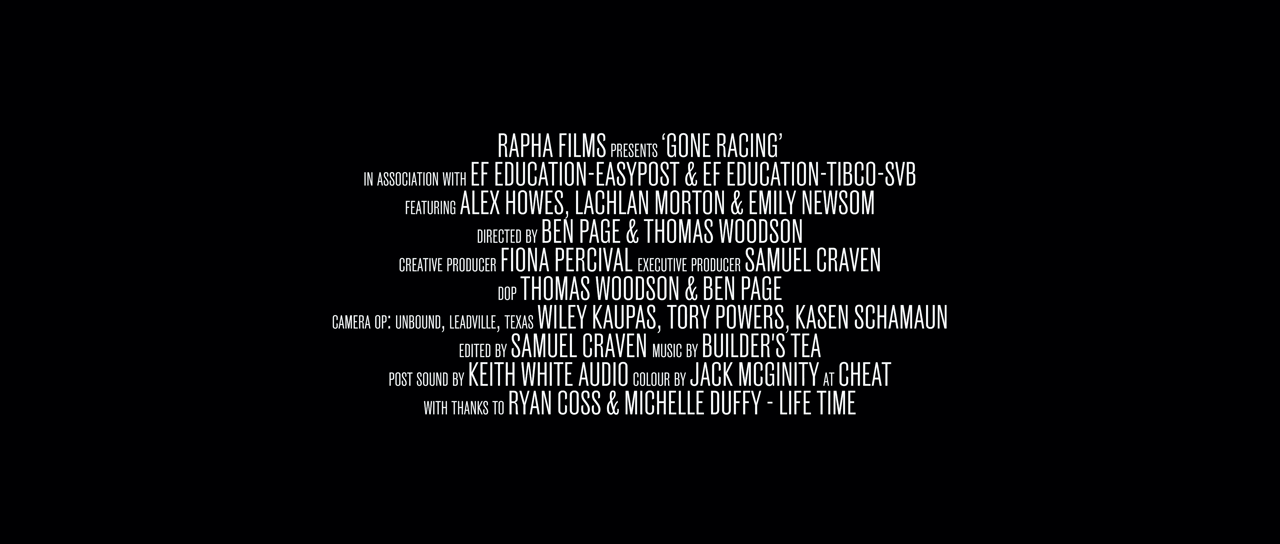 RAPHA FILMS PRESENTS ‘GONE RACING’
IN ASSOCIATION WITH EF EDUCATION-EASYPOST & EF EDUCATION-TIBCO-SVB
FEATURING ALEX HOWES, LACHLAN MORTON & EMILY NEWSOM
DIRECTED BY BEN PAGE & THOMAS WOODSON
CREATIVE PRODUCER FIONA PERCIVAL EXECUTIVE PRODUCER SAMUEL CRAVEN
DOP THOMAS WOODSON & BEN PAGE
CAMERA OP: UNBOUND, LEADVILLE, TEXAS WILEY KAUPAS, TORY POWERS, KASEN SCHAMAUN
EDITED BY SAMUEL CRAVEN MUSIC BY BUILDER'S TEA
POST SOUND BY KEITH WHITE AUDIO COLOUR BY JACK MCGINITY AT CHEAT
WITH THANKS TO RYAN COSS & MICHELLE DUFFY - LIFE TIME